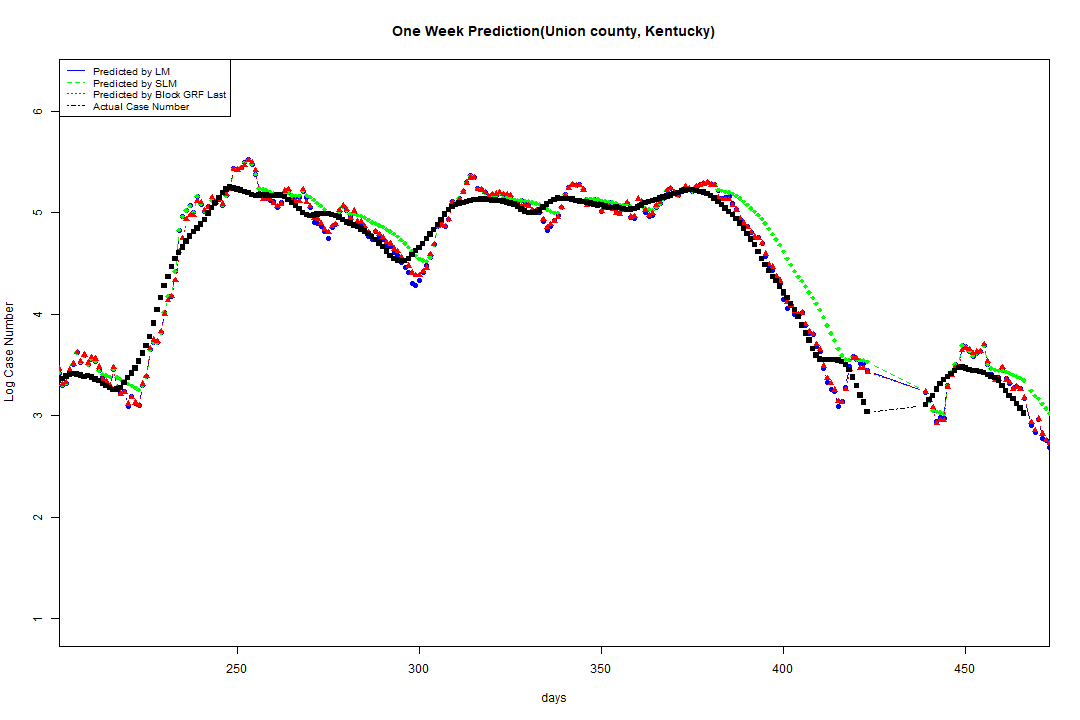 One Week Prediction(Union county, Kentucky)
Predicted by LM
Predicted by SLM
Predicted by Block GRF Last
Actual Case Number
6
5
4
3
2
1
Log Case Number
250 300 350 400 450
days